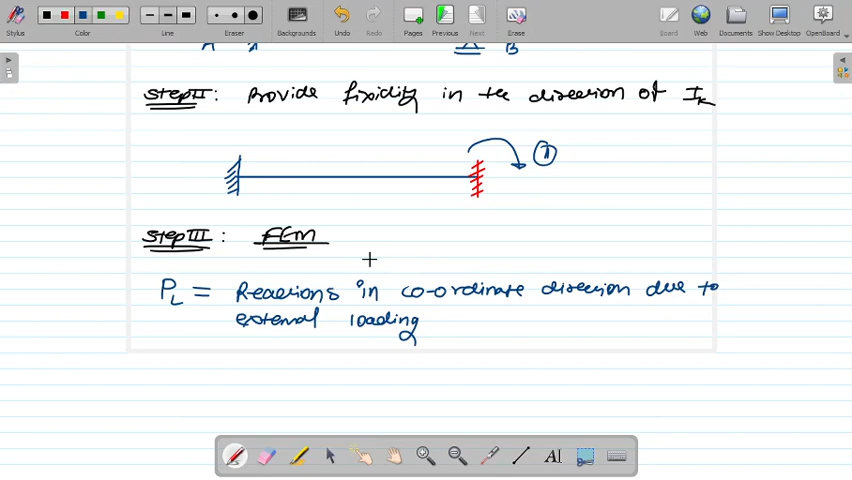 Stylus
Color
Line
Eraser
Backgrounds
Undo
Redo
Pages
Previous
Next
Erase
Board
Web
Documents
Show Desktop
OpenBoard
B
Step II : Provide fixidity in the direction of Ik
1
Step III : FEM
PL = Reactions in co-ordinate direction due to
external loading